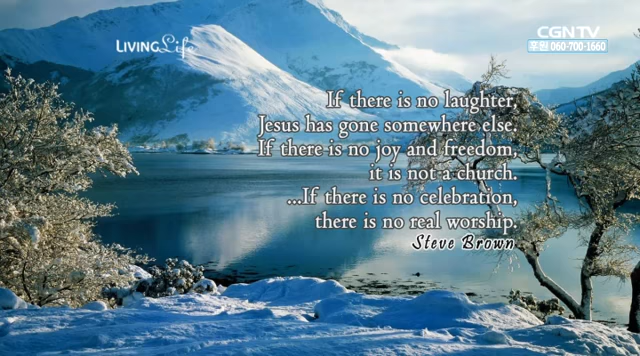 LIVING Life
CGNTV
후원 060-700-1660
If there is no laughter,
Jesus has gone somewhere else.
If there is no joy and freedom,
it is not a church.
...If there is no celebration,
there is no real worship.
Steve Brown